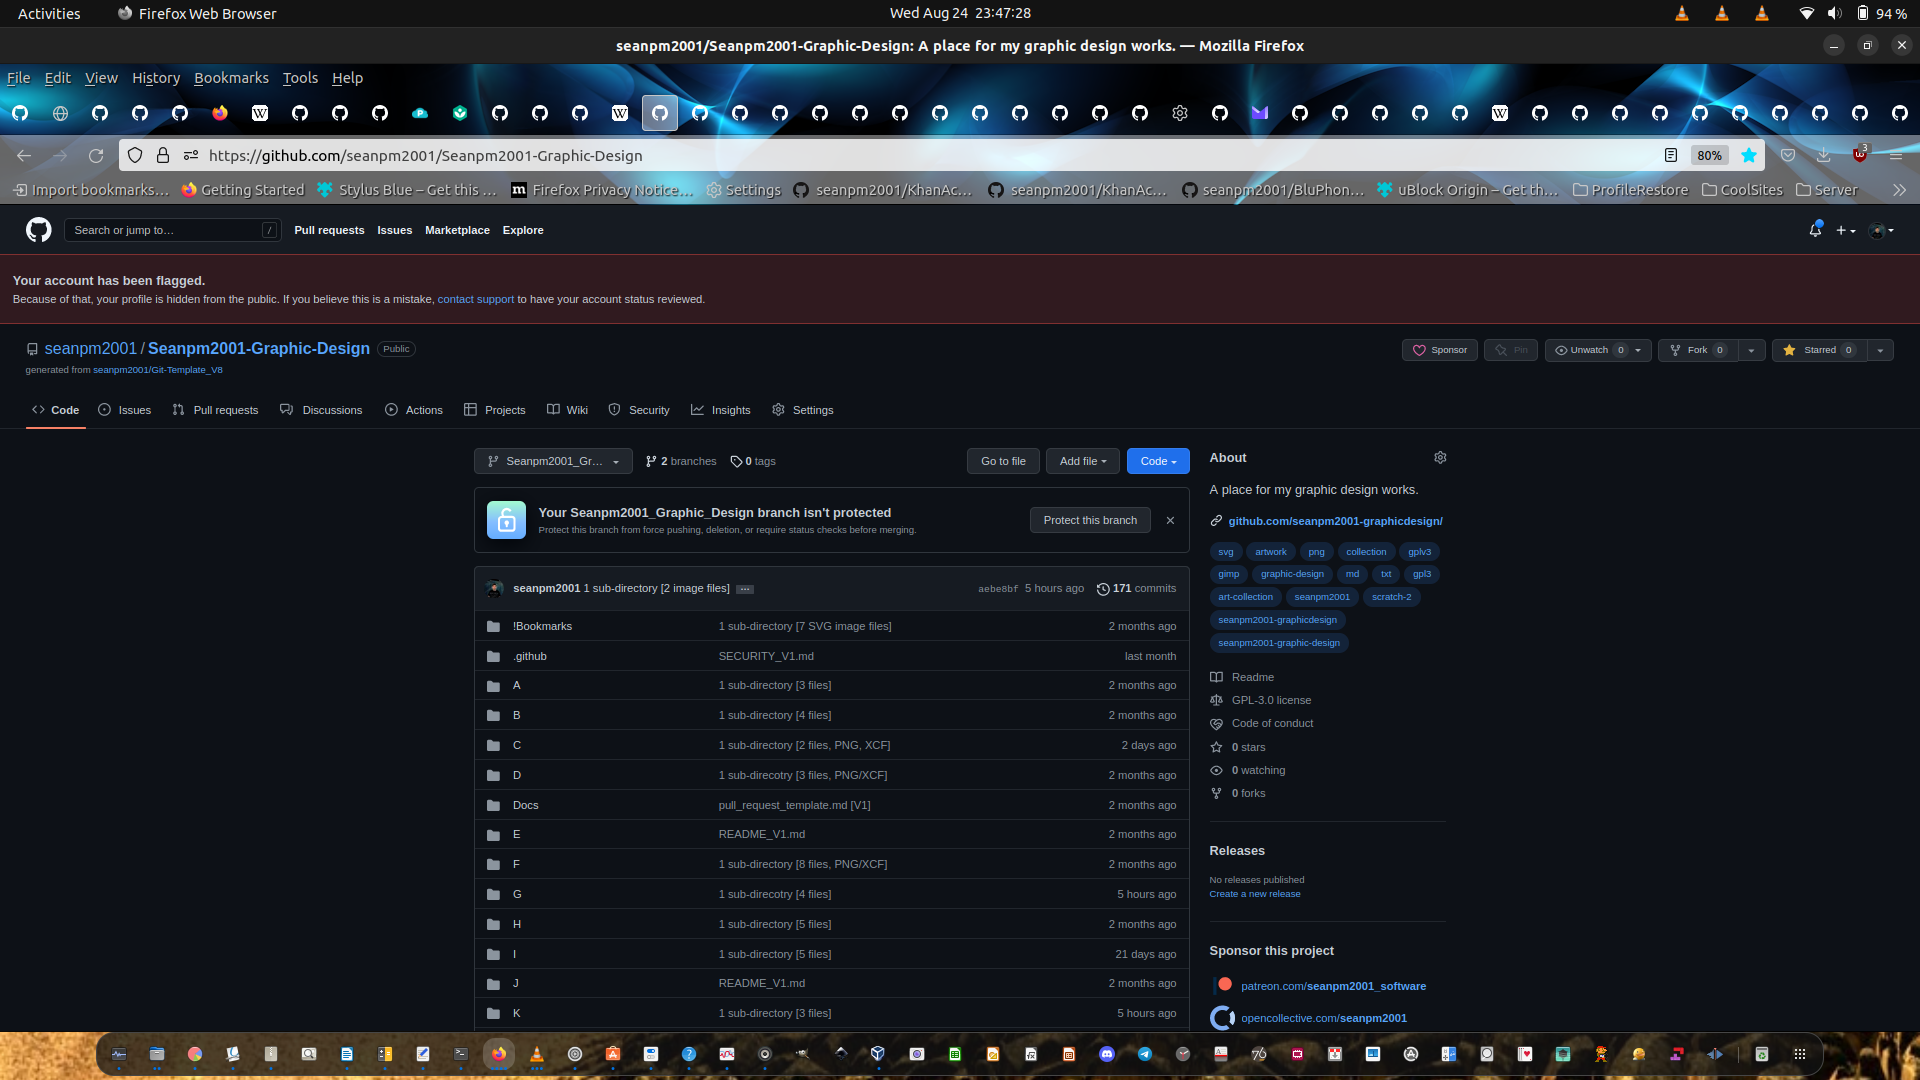 Activities Firefox Web Browser Wed Aug 24 23:47:28 94 %
seanpm2001/Seanpm2001-Graphic-Design: A place for my graphic design works. — Mozilla Firefox
File Edit View History Bookmarks Tools Help
https://github.com/seanpm2001/Seanpm2001-Graphic-Design 80% 3
Import bookmarks… Getting Started Stylus Blue – Get this … Firefox Privacy Notice… Settings seanpm2001/KhanAc… seanpm2001/KhanAc… seanpm2001/BluPhon… uBlock Origin – Get th… ProfileRestore CoolSites Server
Search or jump to… / Pull requests Issues Marketplace Explore
Your account has been flagged.
Because of that, your profile is hidden from the public. If you believe this is a mistake, contact support to have your account status reviewed.
seanpm2001 / Seanpm2001-Graphic-Design Public Sponsor Pin Unwatch 0 Fork 0 Starred 0
generated from seanpm2001/Git-Template_V8
Code Issues Pull requests Discussions Actions Projects Wiki Security Insights Settings
Seanpm2001_Gr… 2 branches 0 tags Go to file Add file Code
Your Seanpm2001_Graphic_Design branch isn't protected
Protect this branch from force pushing, deletion, or require status checks before merging.
Protect this branch
seanpm2001 1 sub-directory [2 image files] … aebe8bf 5 hours ago 171 commits
!Bookmarks 1 sub-directory [7 SVG image files] 2 months ago
.github SECURITY_V1.md last month
A 1 sub-directory [3 files] 2 months ago
B 1 sub-directory [4 files] 2 months ago
C 1 sub-directory [2 files, PNG, XCF] 2 days ago
D 1 sub-direcotry [3 files, PNG/XCF] 2 months ago
Docs pull_request_template.md [V1] 2 months ago
E README_V1.md 2 months ago
F 1 sub-directory [8 files, PNG/XCF] 2 months ago
G 1 sub-direcotry [4 files] 5 hours ago
H 1 sub-directory [5 files] 2 months ago
I 1 sub-directory [5 files] 21 days ago
J README_V1.md 2 months ago
K 1 sub-directory [3 files] 5 hours ago
About
A place for my graphic design works.
github.com/seanpm2001-graphicdesign/
svg artwork png collection gplv3
gimp graphic-design md txt gpl3
art-collection seanpm2001 scratch-2
seanpm2001-graphicdesign
seanpm2001-graphic-design
Readme
GPL-3.0 license
Code of conduct
0 stars
0 watching
0 forks
Releases
No releases published
Create a new release
Sponsor this project
patreon.com/seanpm2001_software
opencollective.com/seanpm2001